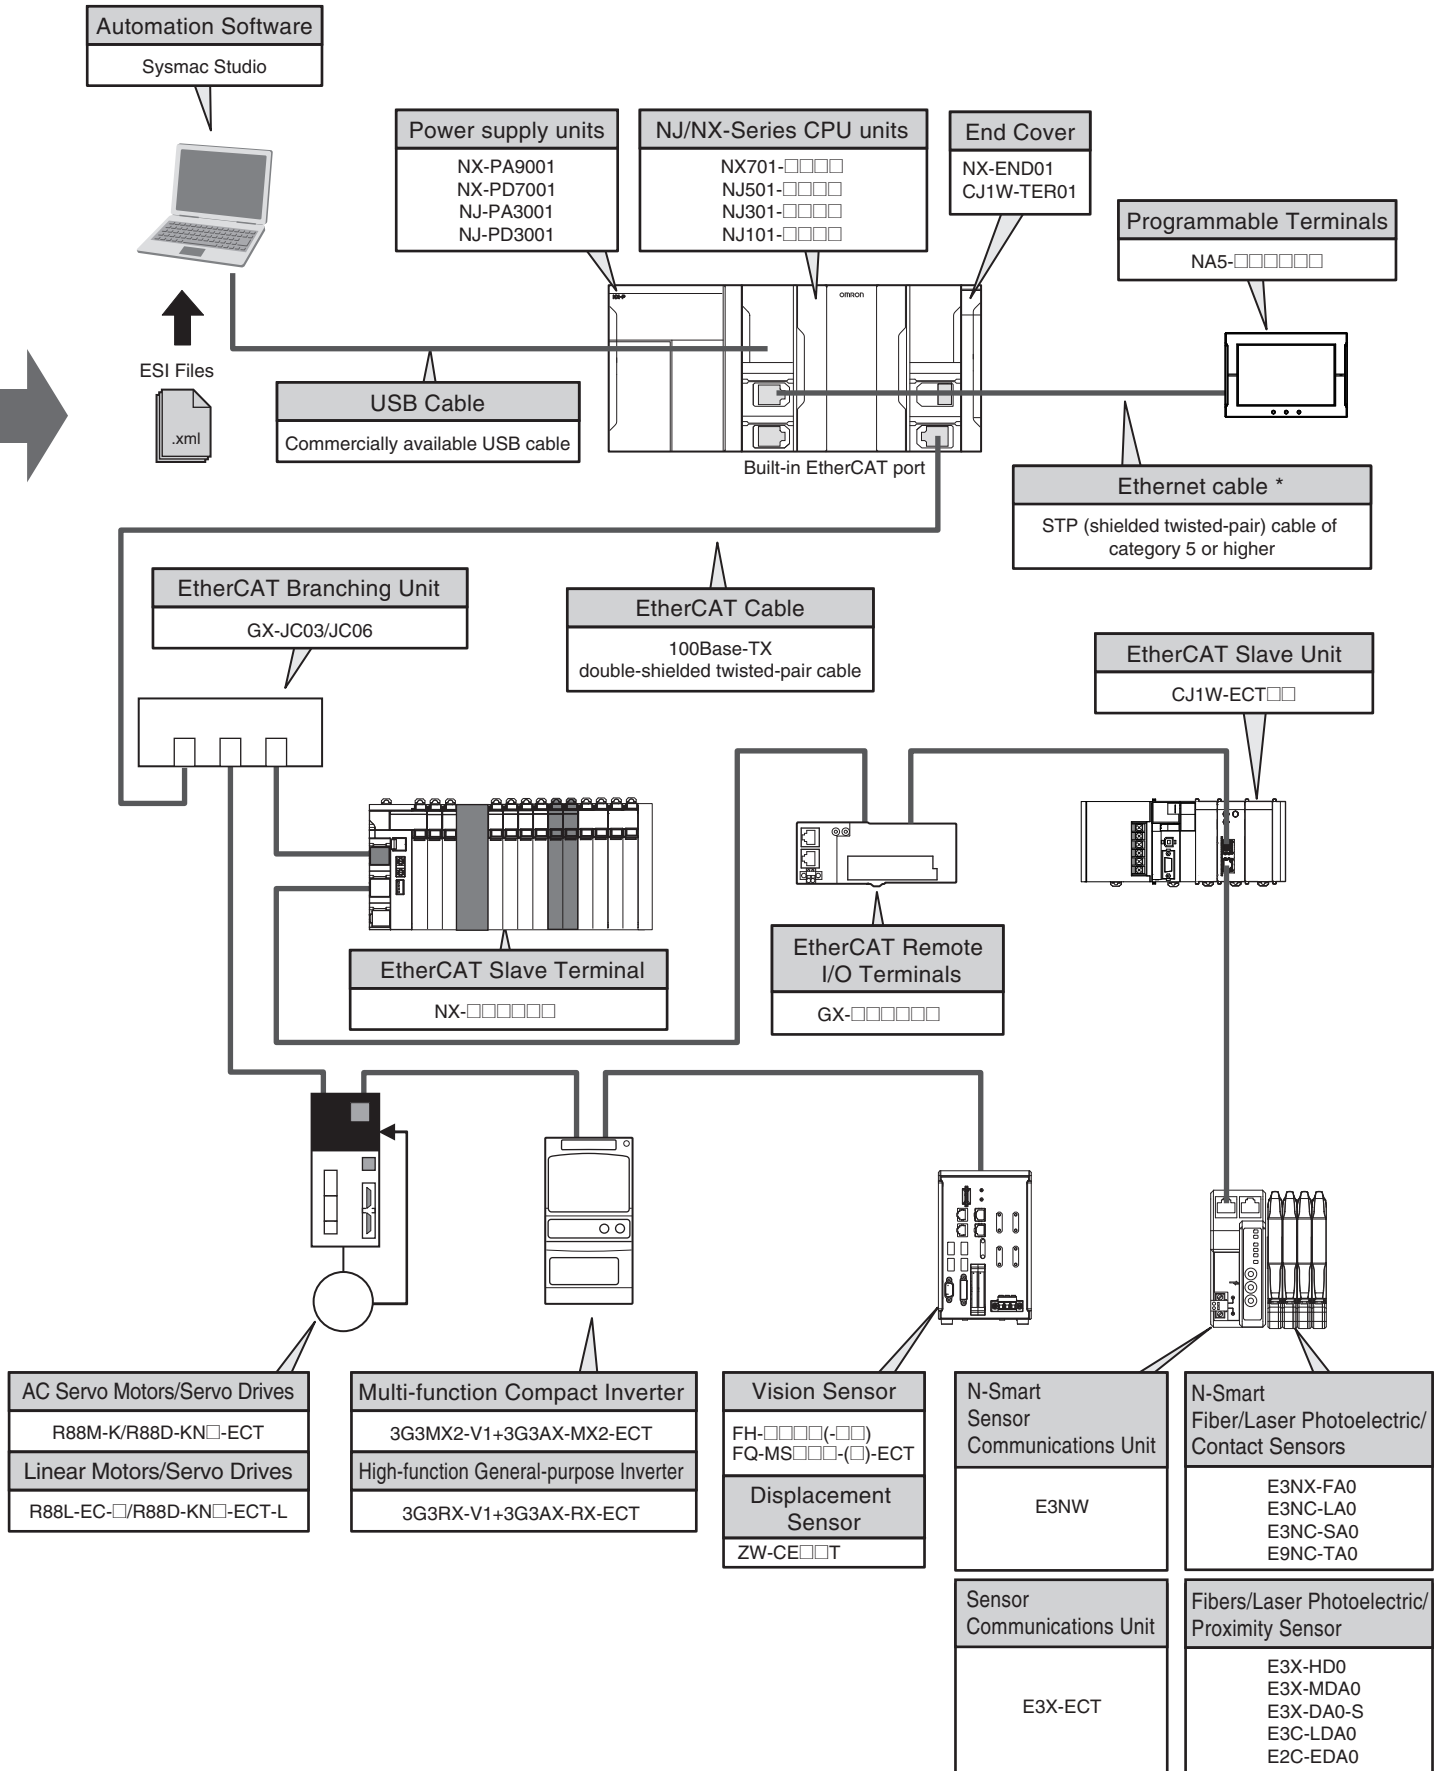 Automation Software
Sysmac Studio
Power supply units
NX-PA9001
NX-PD7001
NJ-PA3001
NJ-PD3001
NJ/NX-Series CPU units
NX701-□□□□
NJ501-□□□□
NJ301-□□□□
NJ101-□□□□
End Cover
NX-END01
CJ1W-TER01
Programmable Terminals
NA5-□□□□□□
OMRON
ESI Files
.xml
USB Cable
Commercially available USB cable
Built-in EtherCAT port
Ethernet cable *
STP (shielded twisted-pair) cable of
category 5 or higher
EtherCAT Branching Unit
GX-JC03/JC06
EtherCAT Cable
100Base-TX
double-shielded twisted-pair cable
EtherCAT Slave Unit
CJ1W-ECT□□
EtherCAT Slave Terminal
NX-□□□□□□
EtherCAT Remote
I/O Terminals
GX-□□□□□□
AC Servo Motors/Servo Drives
R88M-K/R88D-KN□-ECT
Linear Motors/Servo Drives
R88L-EC-□/R88D-KN□-ECT-L
Multi-function Compact Inverter
3G3MX2-V1+3G3AX-MX2-ECT
High-function General-purpose Inverter
3G3RX-V1+3G3AX-RX-ECT
Vision Sensor
FH-□□□□(-□□)
FQ-MS□□□-(□)-ECT
Displacement
Sensor
ZW-CE□□T
N-Smart
Sensor
Communications Unit
E3NW
N-Smart
Fiber/Laser Photoelectric/
Contact Sensors
E3NX-FA0
E3NC-LA0
E3NC-SA0
E9NC-TA0
Sensor
Communications Unit
E3X-ECT
Fibers/Laser Photoelectric/
Proximity Sensor
E3X-HD0
E3X-MDA0
E3X-DA0-S
E3C-LDA0
E2C-EDA0